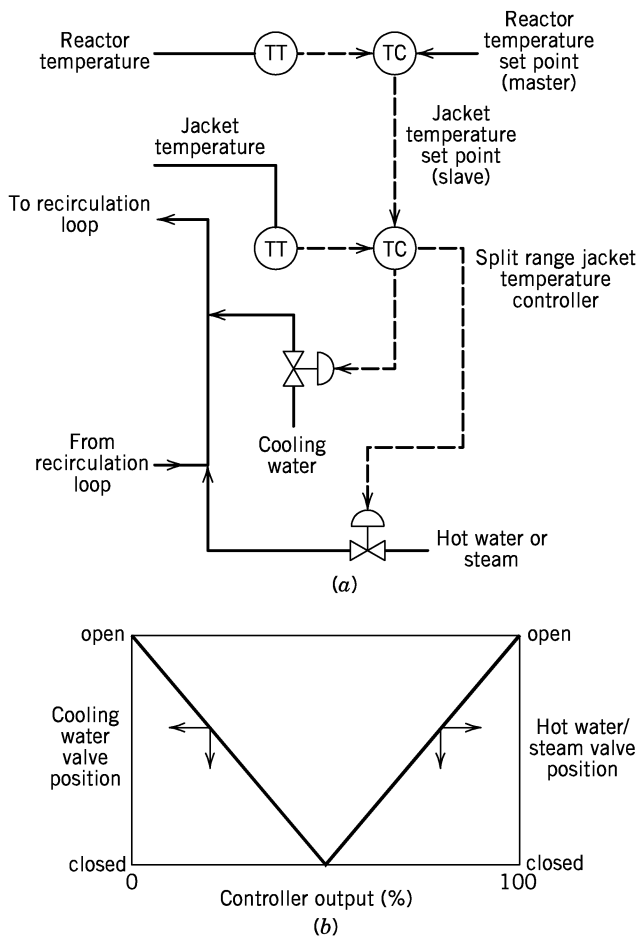 Reactor
temperature
TT
TC
Reactor
temperature
set point
(master)
Jacket
temperature
Jacket
temperature
set point
(slave)
To recirculation
loop
TT
TC
Split range jacket
temperature
controller
Cooling
water
From
recirculation
loop
Hot water or
steam
(a)
open
open
Cooling
water
valve
position
Hot water/
steam valve
position
closed
closed
0
100
Controller output (%)
(b)